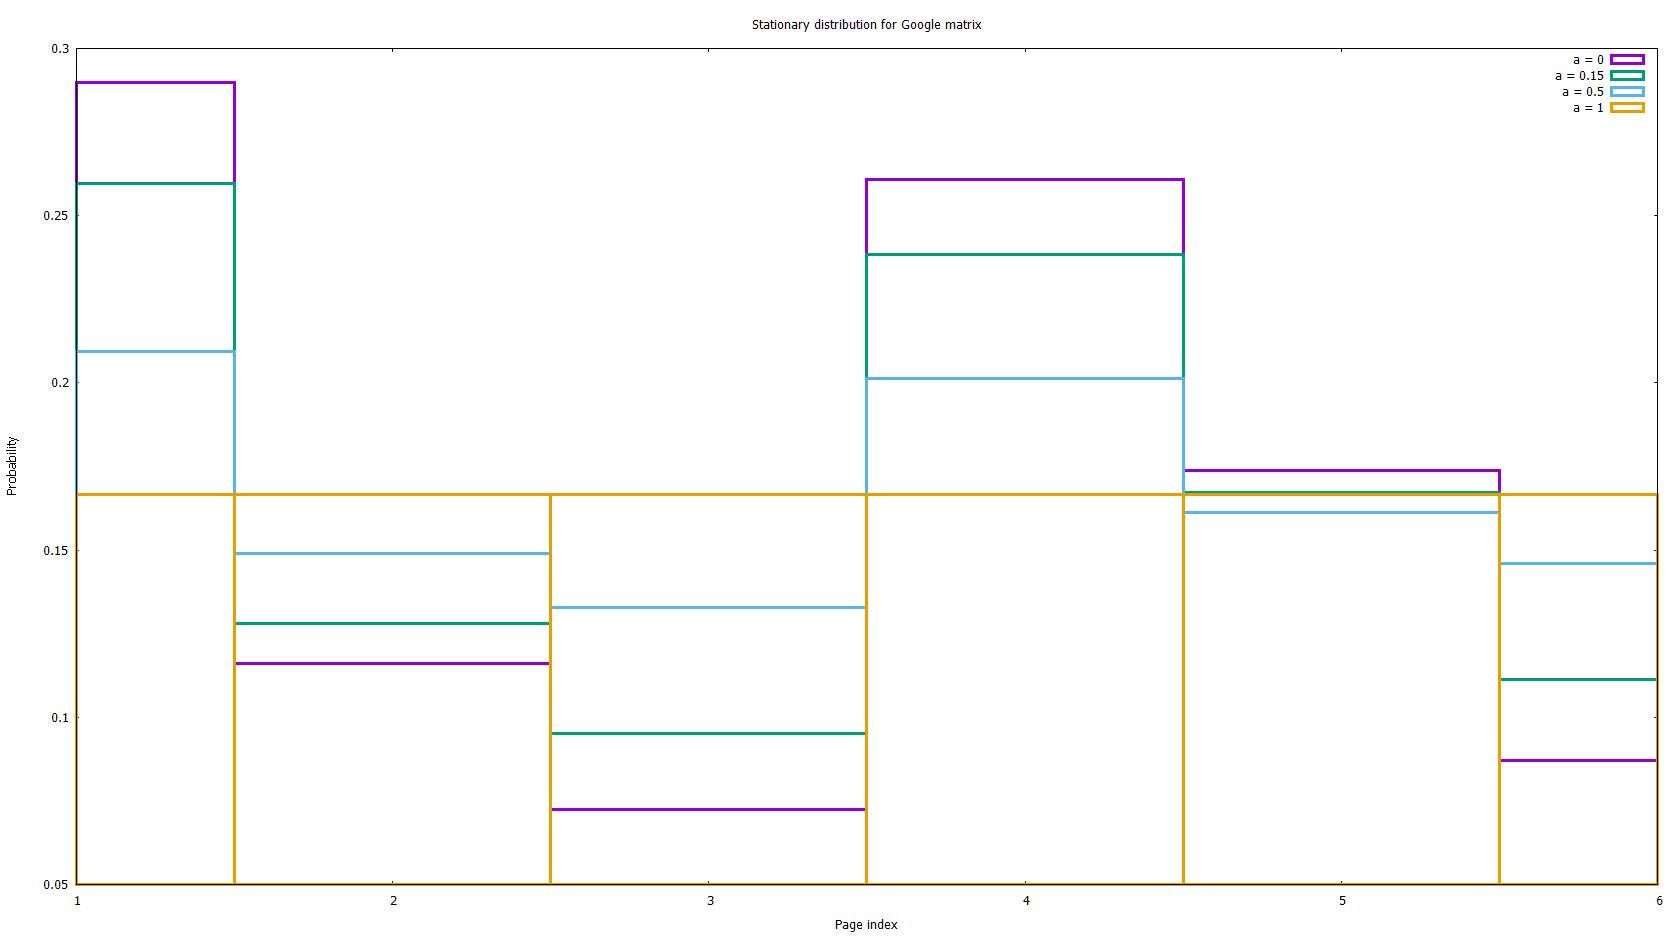 Stationary distribution for Google matrix
a = 0
a = 0.15
a = 0.5
a = 1
0.3
0.25
0.2
0.15
0.1
0.05
Probability
1 2 3 4 5 6
Page index